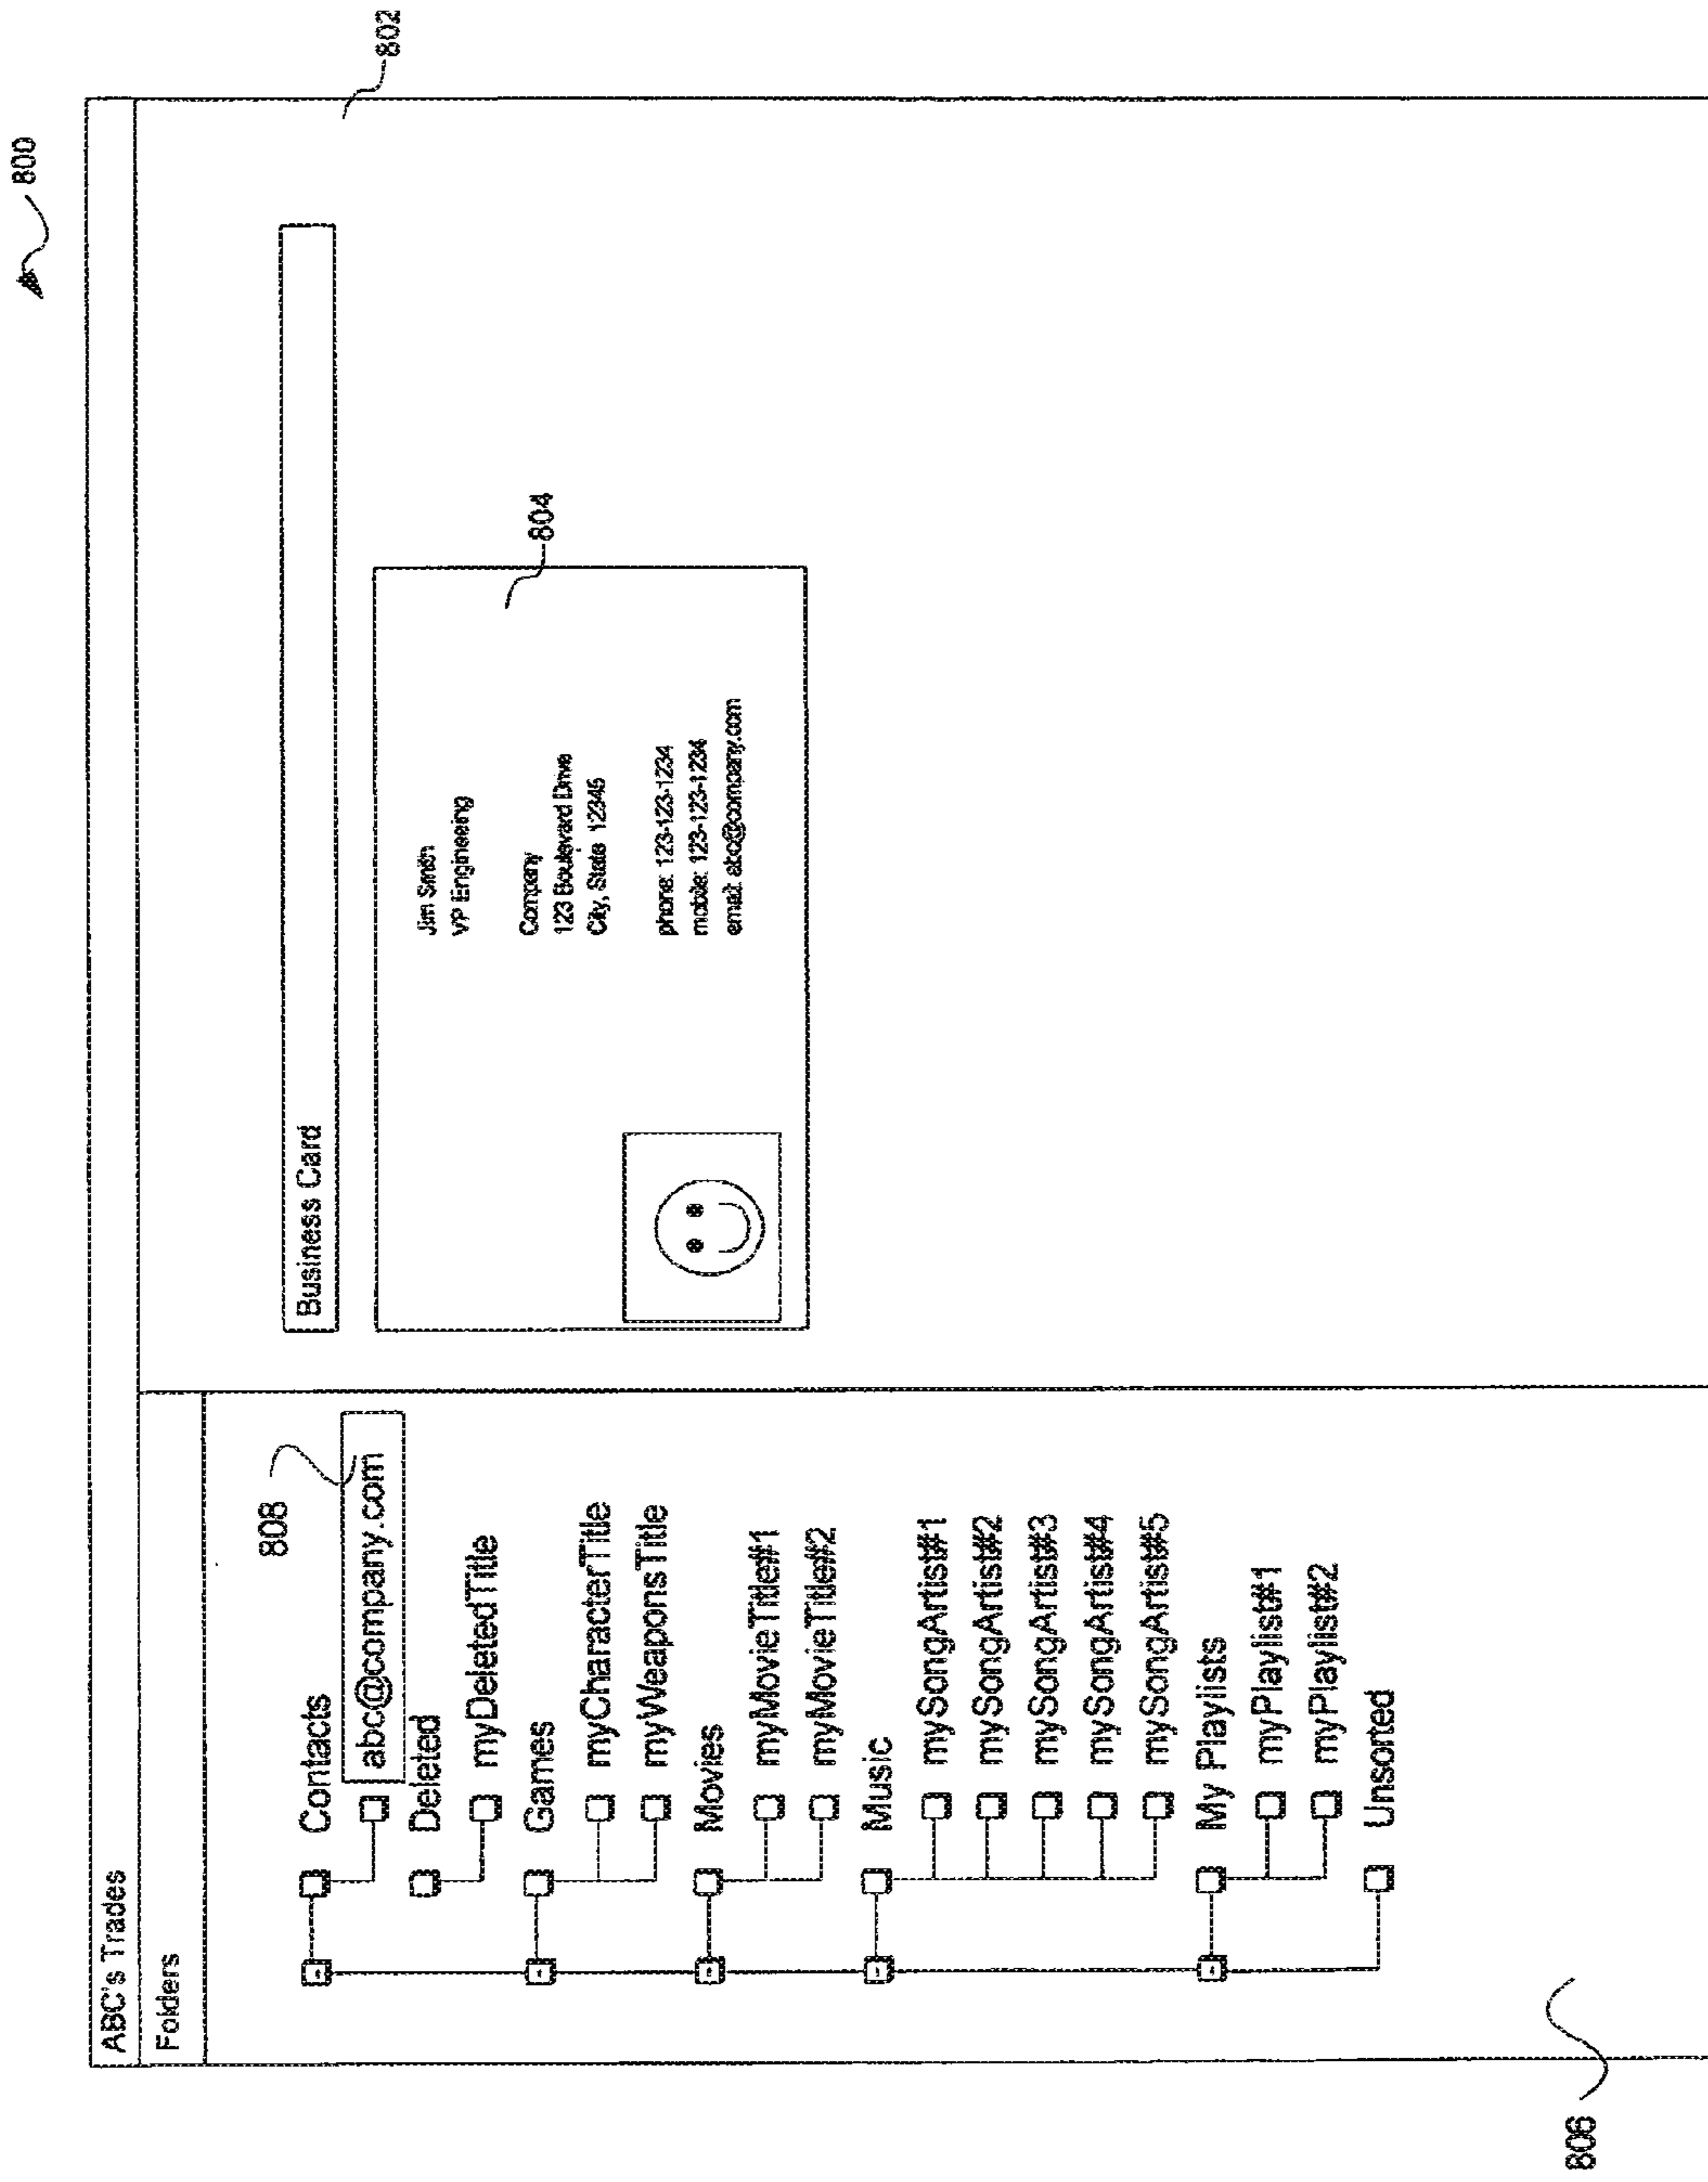 800
802
ABC's Trades
Folders
808
Contacts
abc@company.com
Deleted
myDeletedTitle
Games
myCharacterTitle
myWeaponsTitle
Movies
myMovieTitle#1
myMovieTitle#2
Music
mySongArtist#1
mySongArtist#2
mySongArtist#3
mySongArtist#4
mySongArtist#5
My Playlists
myPlaylist#1
myPlaylist#2
Unsorted
806
Business Card
804
Jim Smith
VP Engineeing
Company
123 Boulevard Drive
City, State 12345
phone: 123-123-1234
mobile: 123-123-1234
email: abc@company.com